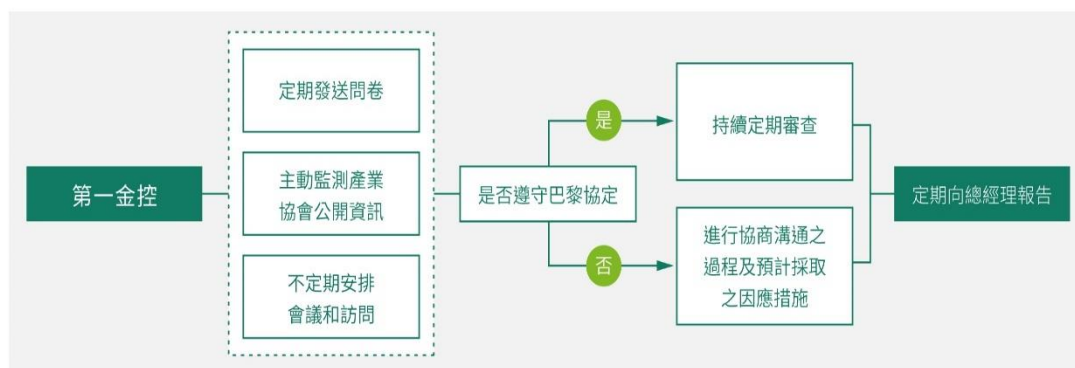 第一金控
定期發送問卷
主動監測產業
協會公開資訊
不定期安排
會議和訪問
是否遵守巴黎協定
是
否
持續定期審查
進行協商溝通之
過程及預計採取
之因應措施
定期向總經理報告